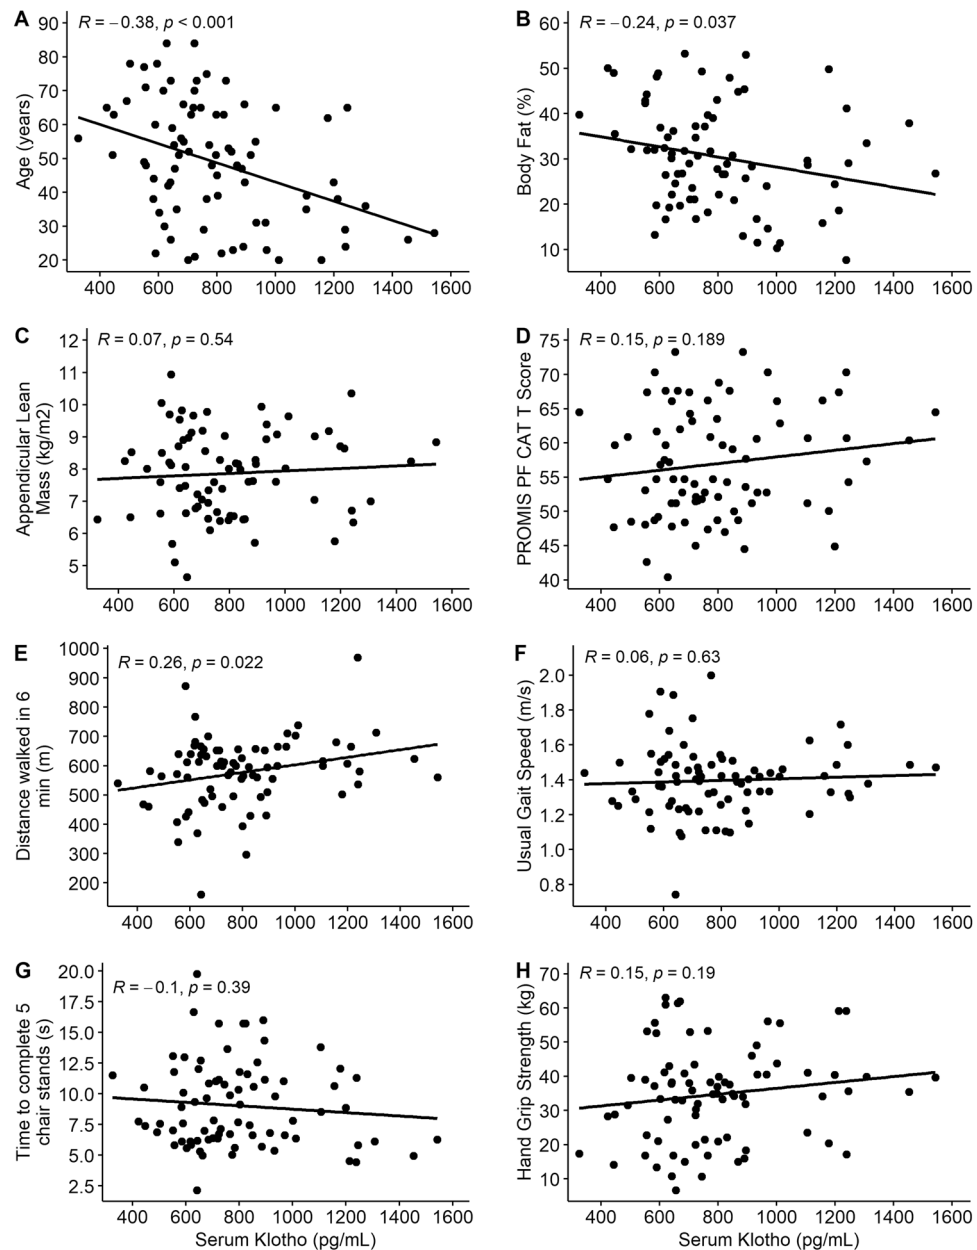 A
R = −0.38, p < 0.001
Age (years)
90
80
70
60
50
40
30
20
400 600 800 1000 1200 1400 1600
B
R = −0.24, p = 0.037
Body Fat (%)
60
50
40
30
20
10
400 600 800 1000 1200 1400 1600
C
R = 0.07, p = 0.54
Appendicular Lean
Mass (kg/m2)
12
11
10
9
8
7
6
5
400 600 800 1000 1200 1400 1600
D
R = 0.15, p = 0.189
PROMIS PF CAT T Score
75
70
65
60
55
50
45
40
400 600 800 1000 1200 1400 1600
E
R = 0.26, p = 0.022
Distance walked in 6
min (m)
1000
900
800
700
600
500
400
300
200
400 600 800 1000 1200 1400 1600
F
R = 0.06, p = 0.63
Usual Gait Speed (m/s)
2.0
1.8
1.6
1.4
1.2
1.0
0.8
400 600 800 1000 1200 1400 1600
G
R = −0.1, p = 0.39
Time to complete 5
chair stands (s)
20.0
17.5
15.0
12.5
10.0
7.5
5.0
2.5
400 600 800 1000 1200 1400 1600
Serum Klotho (pg/mL)
H
R = 0.15, p = 0.19
Hand Grip Strength (kg)
70
60
50
40
30
20
10
400 600 800 1000 1200 1400 1600
Serum Klotho (pg/mL)